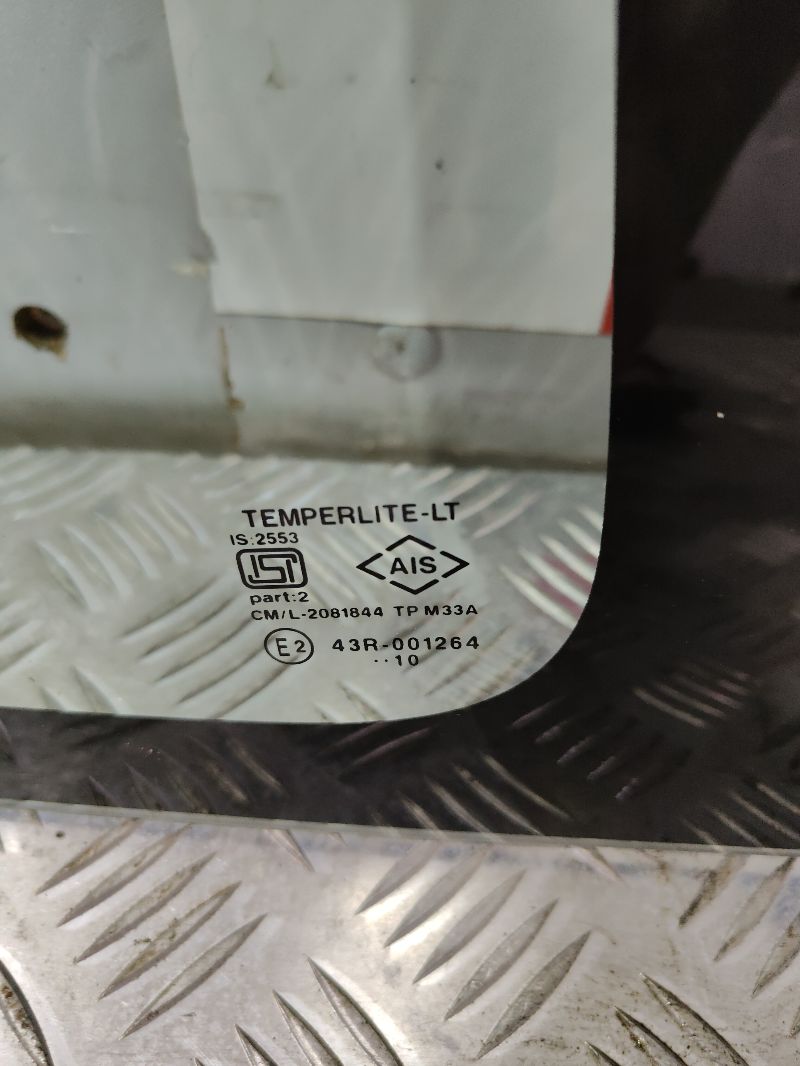 TEMPERLITE-LT
IS:2553
ISI
AIS
part:2
CM/L-2081844 TP M33A
E2 43R-001264
··10